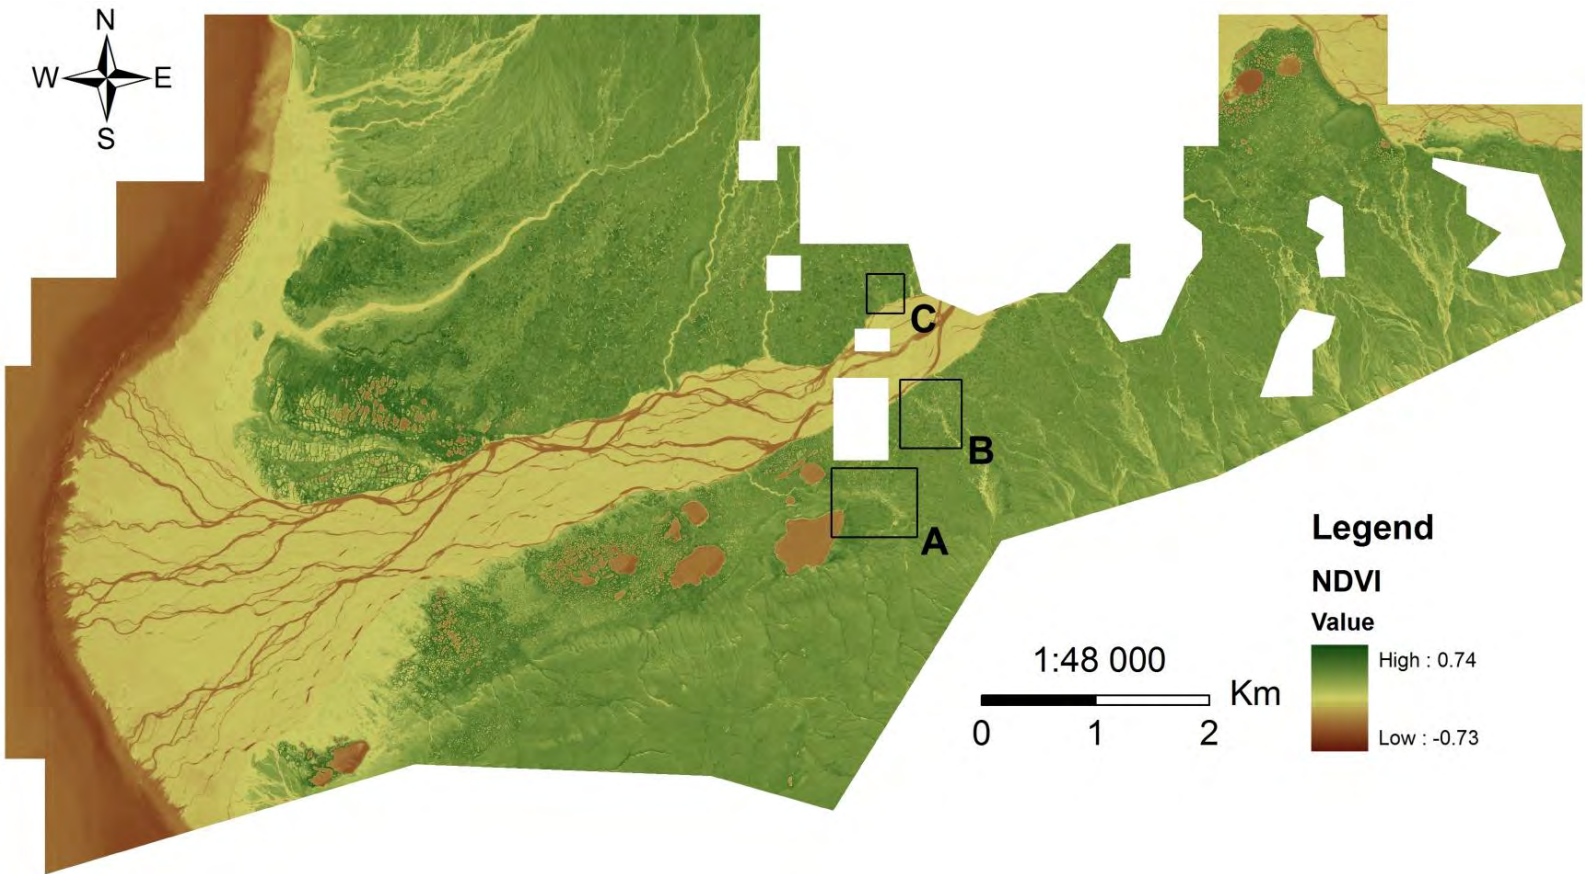 N
W E
S
C
B
A
Legend
NDVI
Value
High : 0.74
Low : -0.73
1:48 000
Km
0 1 2